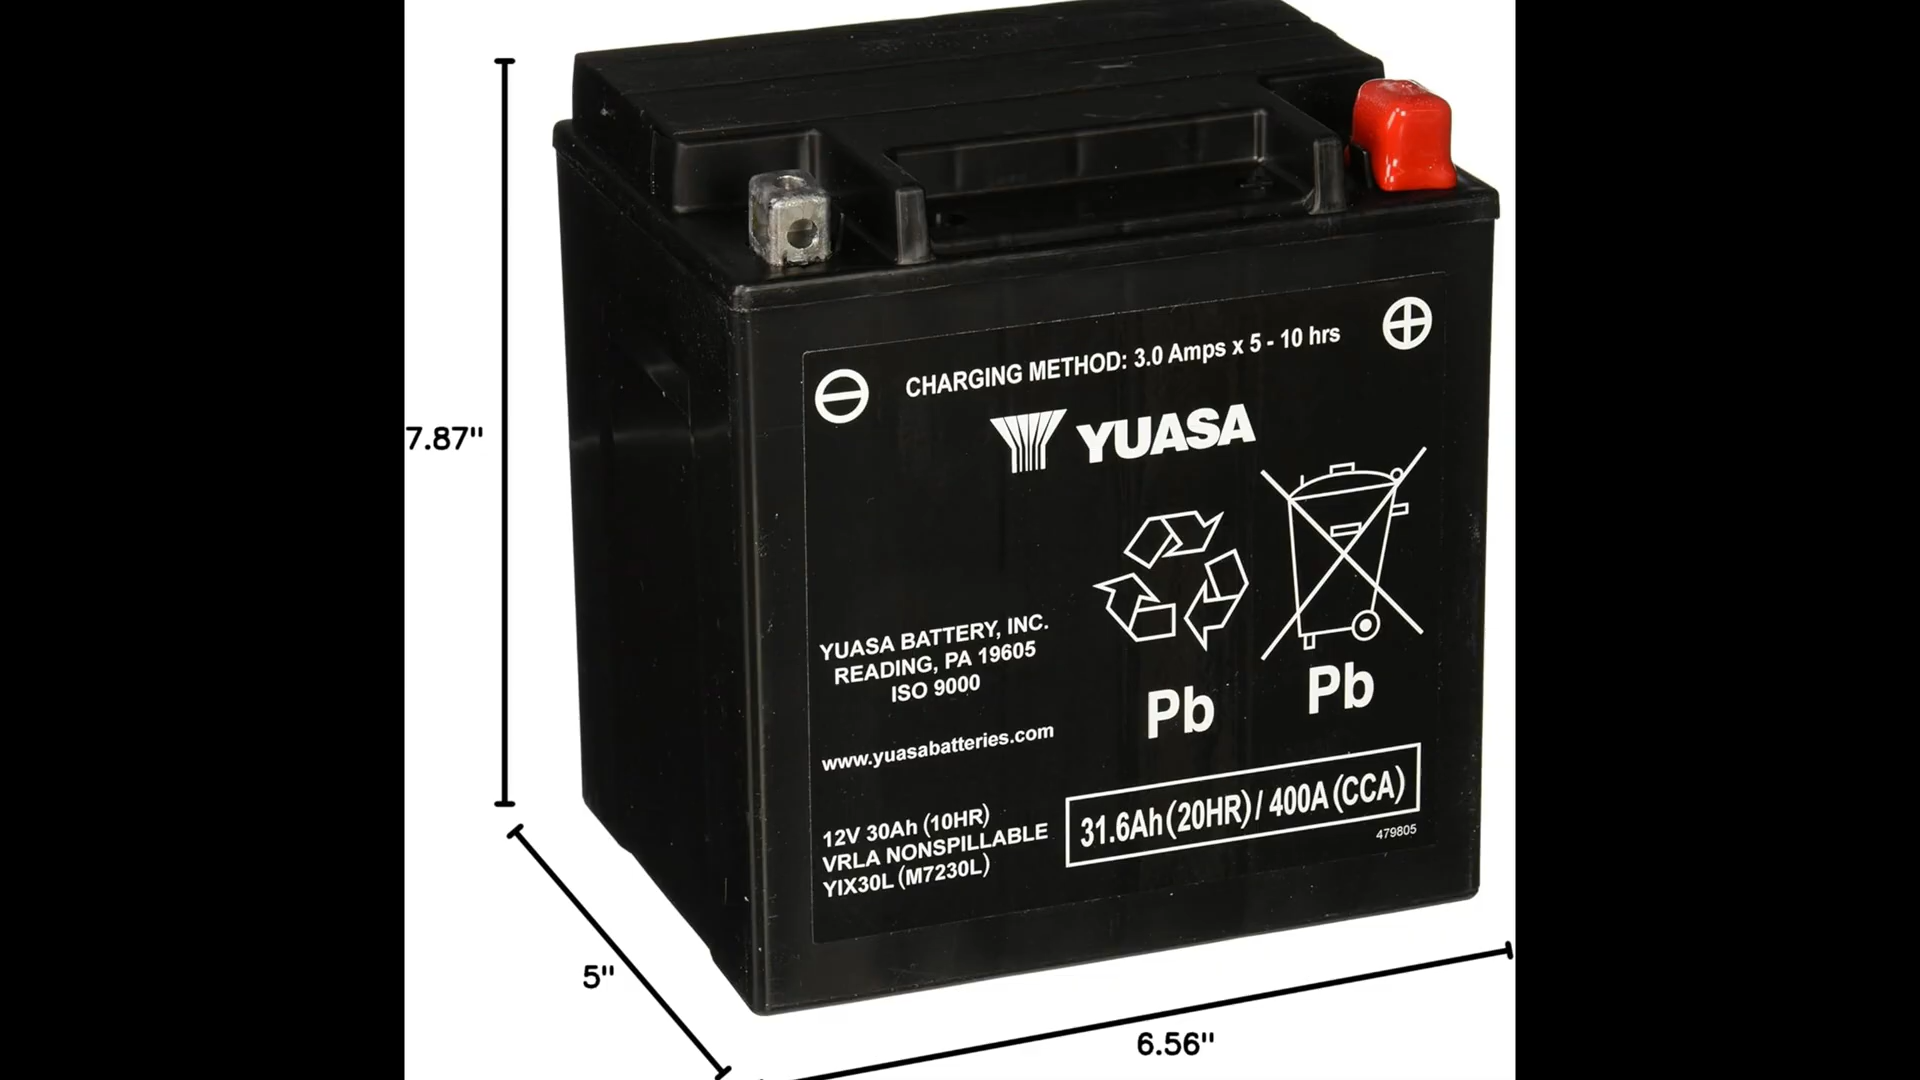 7.87"
CHARGING METHOD: 3.0 Amps x 5 - 10 hrs
YUASA
YUASA BATTERY, INC.
READING, PA 19605
ISO 9000
Pb
Pb
www.yuasabatteries.com
12V 30Ah (10HR)
VRLA NONSPILLABLE
YIX30L (M7230L)
31.6Ah (20HR) / 400A (CCA)
479805
5"
6.56"